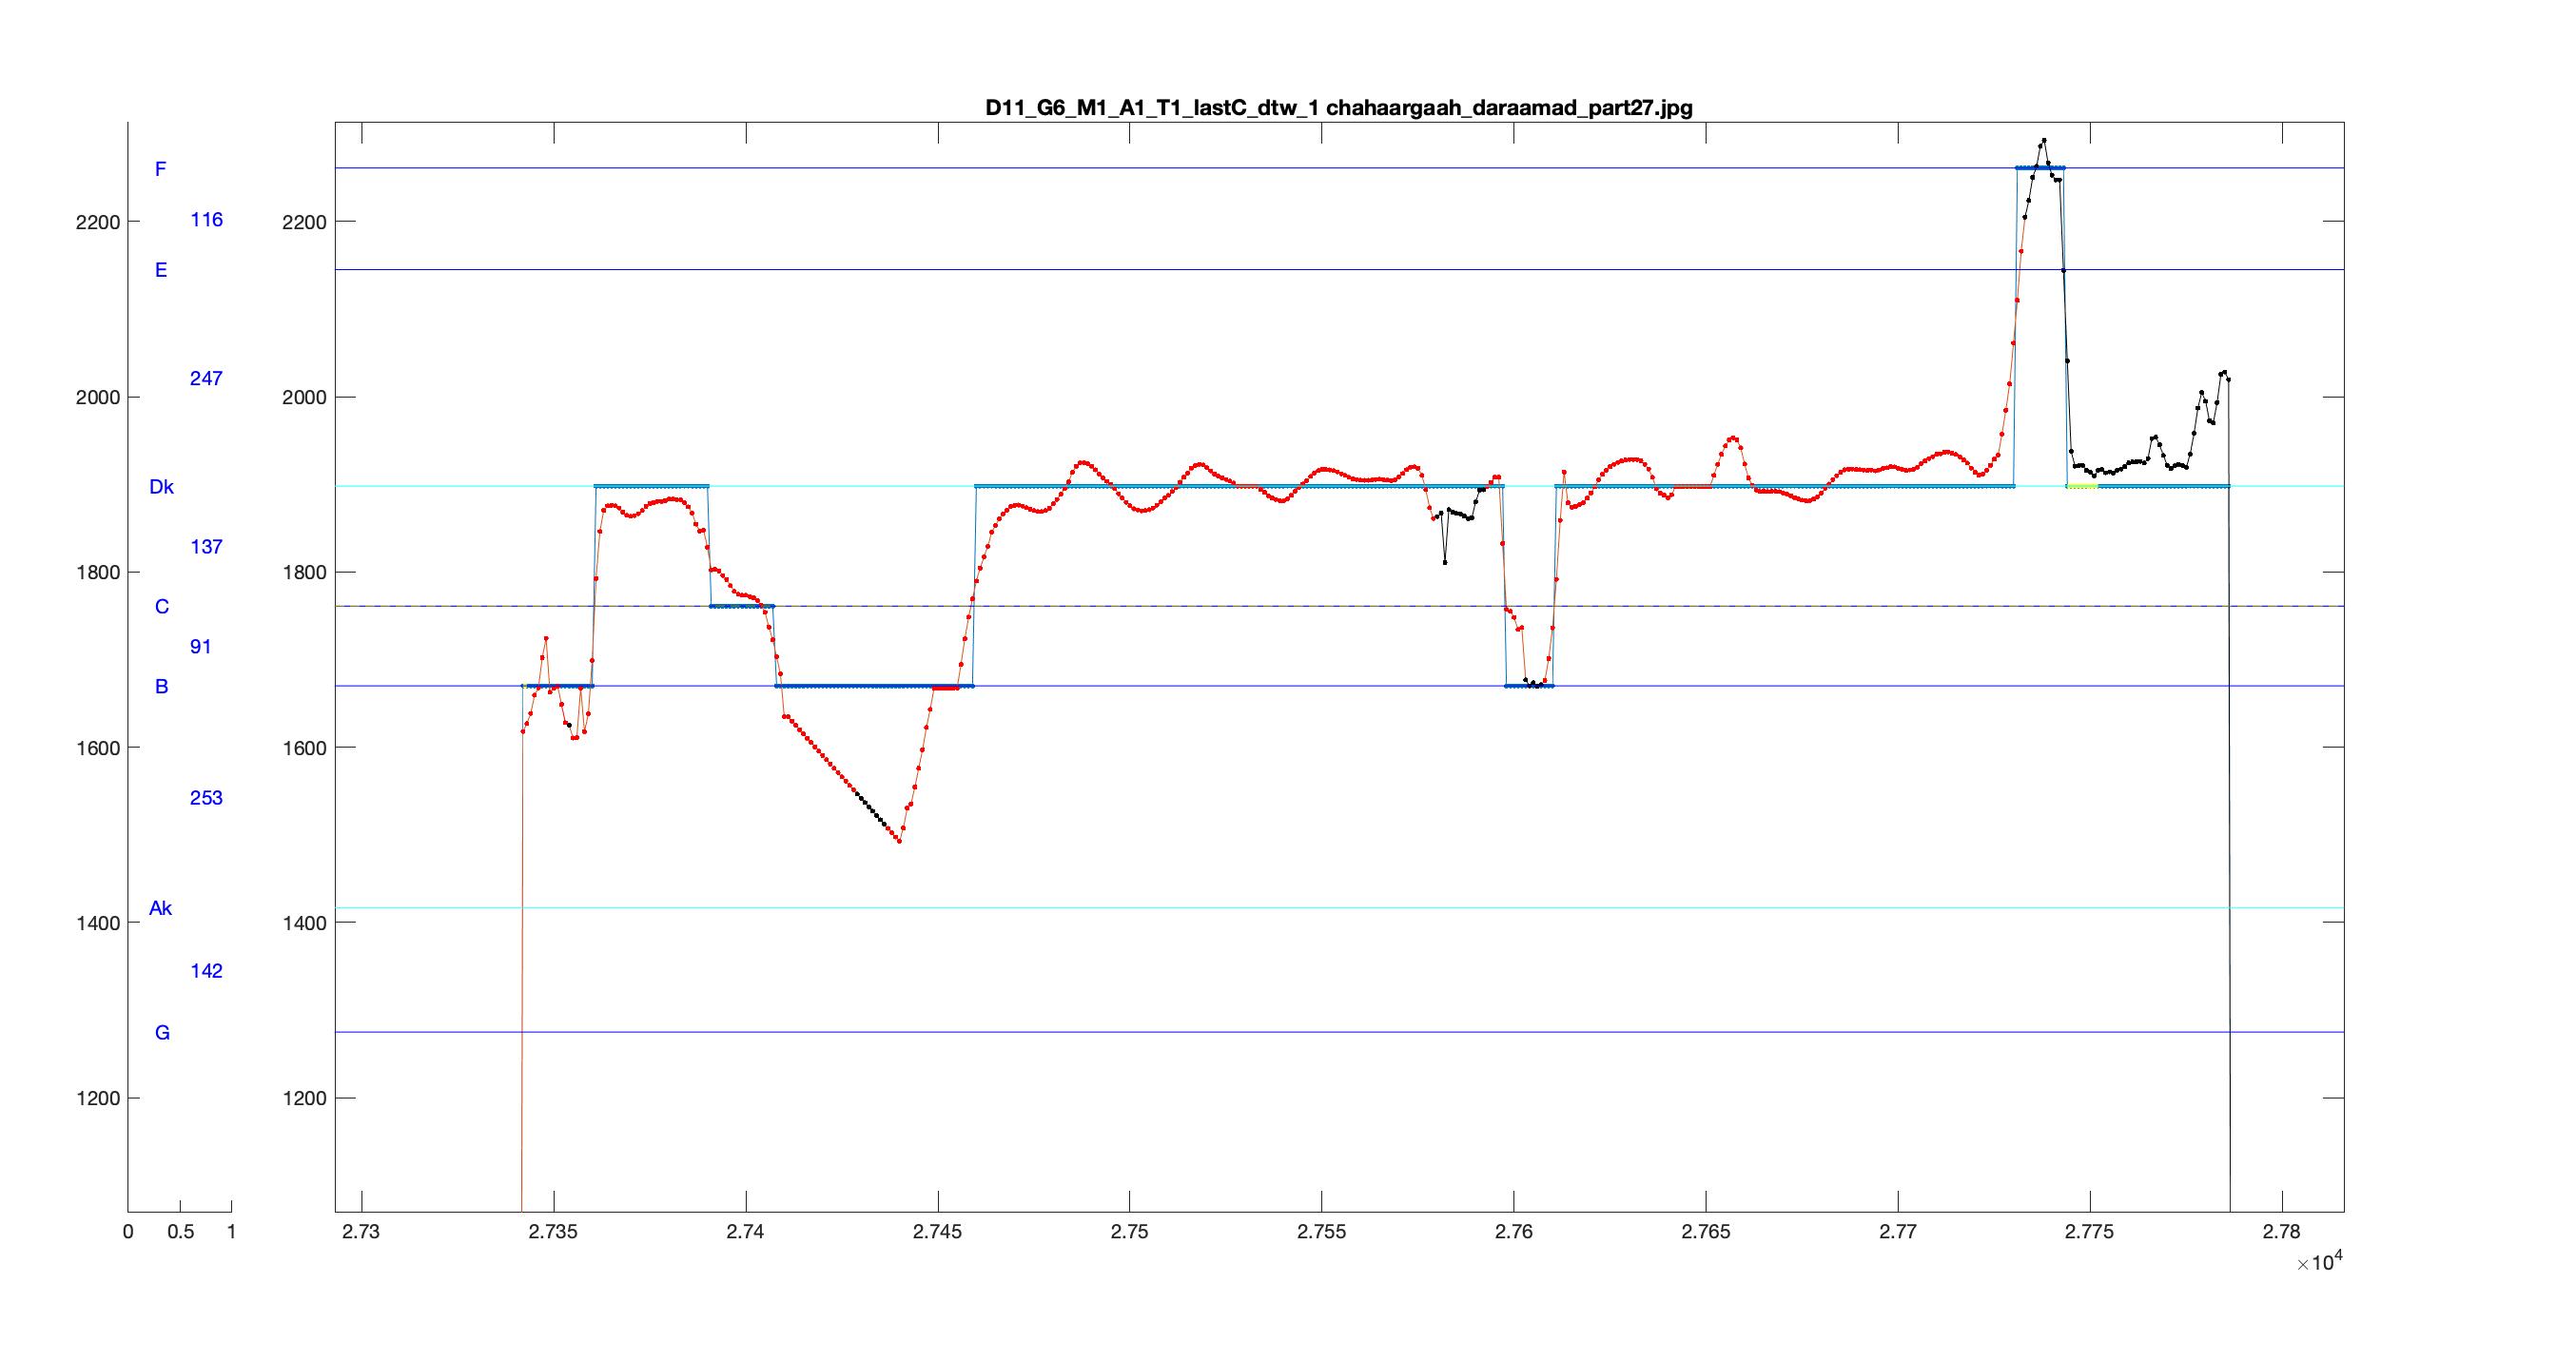 D11_G6_M1_A1_T1_lastC_dtw_1 chahaargaah_daraamad_part27.jpg
F
116
2200 2200
E
247
2000 2000
Dk
137
1800 1800
C
91
B
1600 1600
253
Ak
1400 1400
142
G
1200 1200
0 0.5 1 2.73 2.735 2.74 2.745 2.75 2.755 2.76 2.765 2.77 2.775 2.78
×10^4